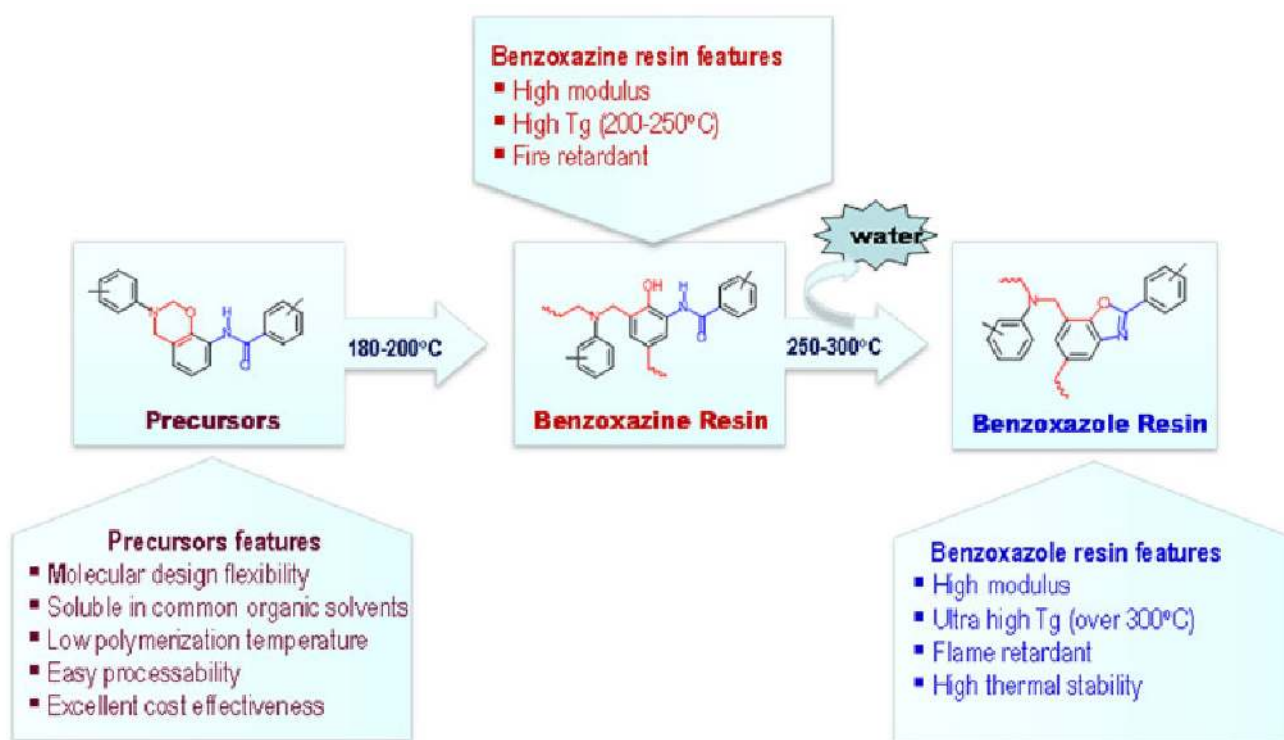 Benzoxazine resin features
▪ High modulus
▪ High Tg (200-250°C)
▪ Fire retardant
water
N
O
H
N
O
Precursors
180-200°C
OH
H
N
N
O
Benzoxazine Resin
250-300°C
N
O
N
Benzoxazole Resin
Precursors features
▪ Molecular design flexibility
▪ Soluble in common organic solvents
▪ Low polymerization temperature
▪ Easy processability
▪ Excellent cost effectiveness
Benzoxazole resin features
▪ High modulus
▪ Ultra high Tg (over 300°C)
▪ Flame retardant
▪ High thermal stability